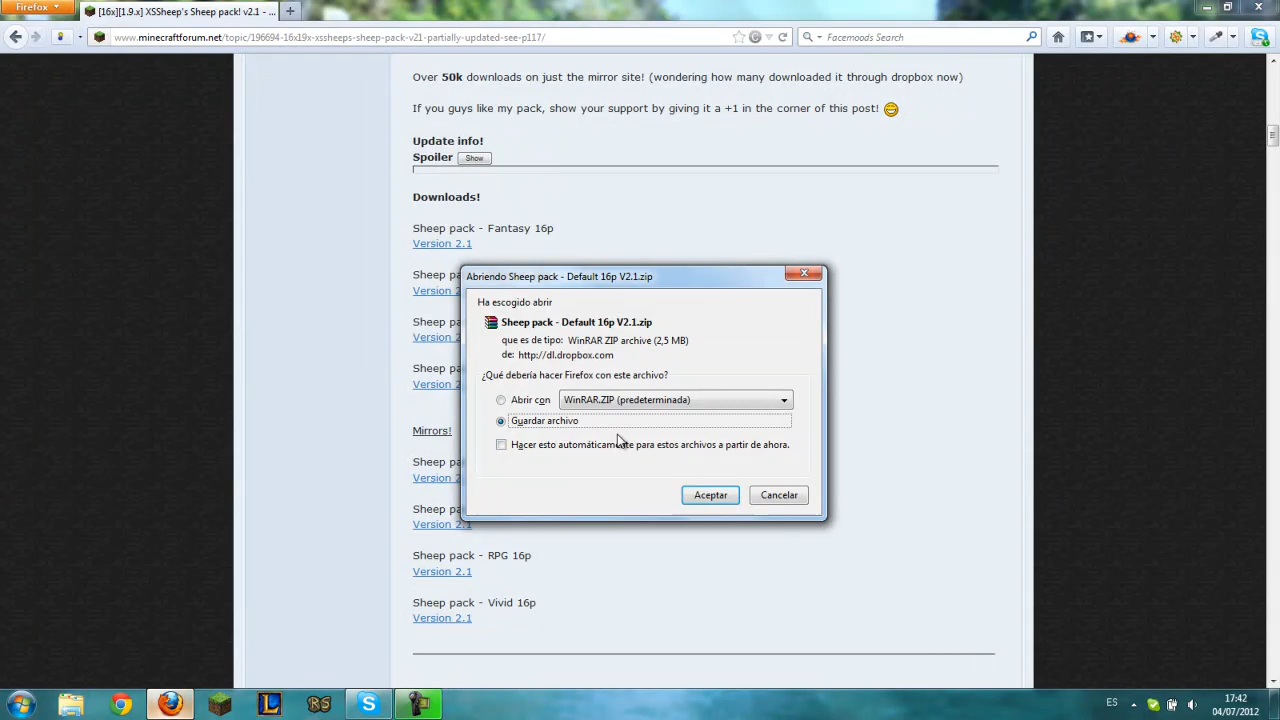 Firefox
[16x][1.9.x] XSSheep's Sheep pack! v2.1 - ...
www.minecraftforum.net/topic/196694-16x19x-xssheeps-sheep-pack-v21-partially-updated-see-p117/
Facemoods Search
Over 50k downloads on just the mirror site! (wondering how many downloaded it through dropbox now)
If you guys like my pack, show your support by giving it a +1 in the corner of this post!
Update info!
Spoiler Show
Downloads!
Sheep pack - Fantasy 16p
Version 2.1
Sheep pa
Version 2
Sheep pa
Version 2.
Sheep pa
Version 2
Mirrors!
Sheep pa
Version 2.
Sheep pa
Version 2.1
Sheep pack - RPG 16p
Version 2.1
Sheep pack - Vivid 16p
Version 2.1
Abriendo Sheep pack - Default 16p V2.1.zip
Ha escogido abrir
Sheep pack - Default 16p V2.1.zip
que es de tipo: WinRAR ZIP archive (2,5 MB)
de: http://dl.dropbox.com
¿Qué debería hacer Firefox con este archivo?
Abrir con WinRAR.ZIP (predeterminada)
Guardar archivo
Hacer esto automáticamente para estos archivos a partir de ahora.
Aceptar Cancelar
ES
17:42
04/07/2012